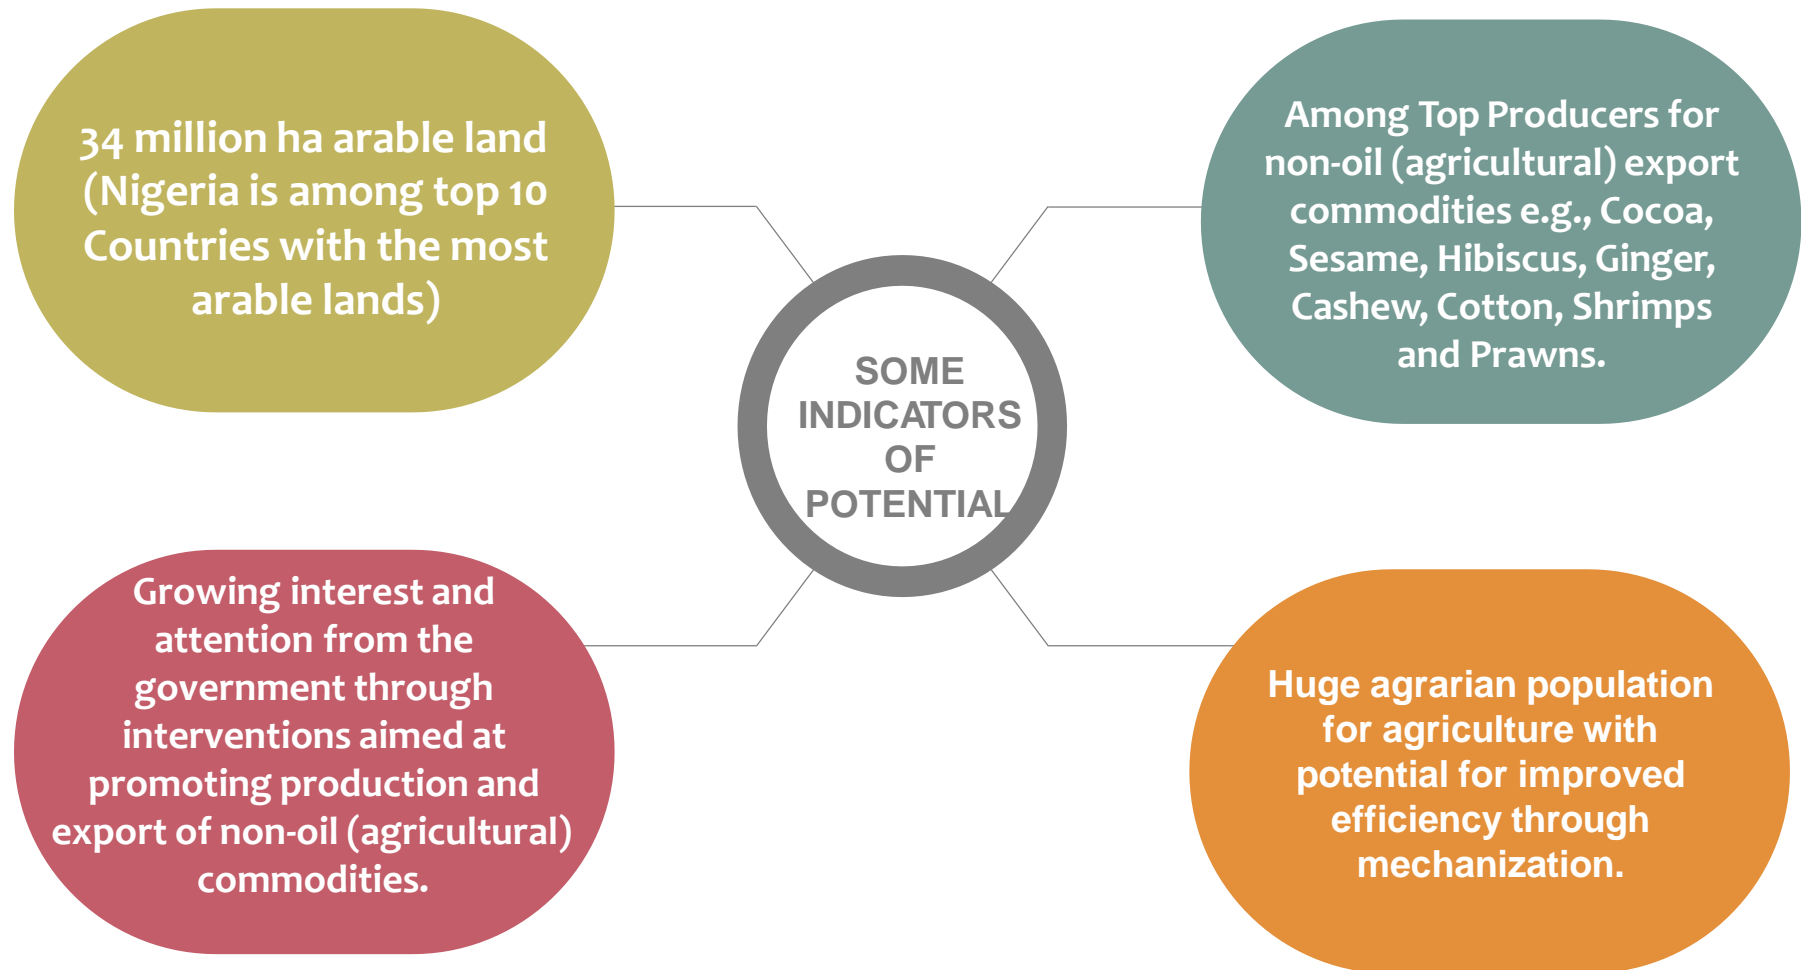 34 million ha arable land
(Nigeria is among top 10
Countries with the most
arable lands)
Among Top Producers for
non-oil (agricultural) export
commodities e.g., Cocoa,
Sesame, Hibiscus, Ginger,
Cashew, Cotton, Shrimps
and Prawns.
SOME
INDICATORS
OF
POTENTIAL
Growing interest and
attention from the
government through
interventions aimed at
promoting production and
export of non-oil (agricultural)
commodities.
Huge agrarian population
for agriculture with
potential for improved
efficiency through
mechanization.